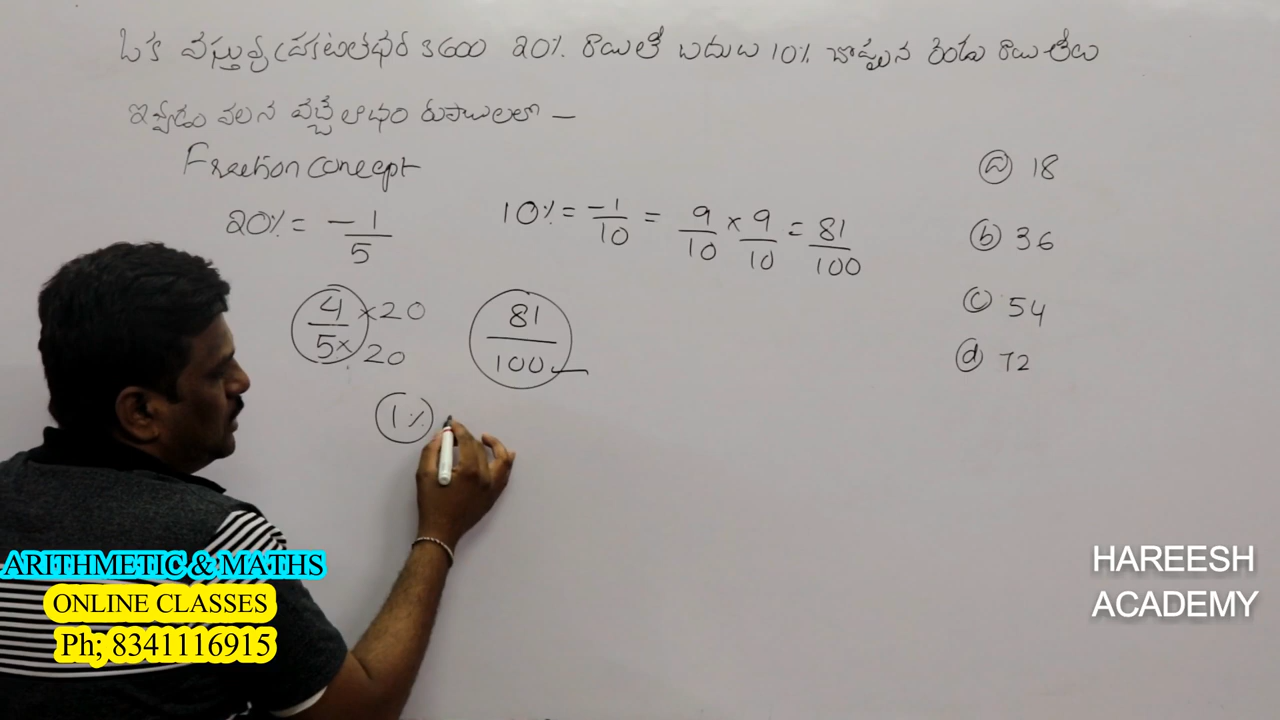 ఒక వస్తువు ప్రకటితధర 3600 20% రాయితీ బదులు 10% చొప్పున రెండు రాయితీలు
ఇవ్వడం వలన వచ్చే లాభం రూపాయలలో —
Fraction concept
20% = -1/5
10% = -1/10 = 9/10 × 9/10 = 81/100
4/5 × 20/× 20
81/100
1%
ⓐ 18
ⓑ 36
ⓒ 54
ⓓ 72
ARITHMETIC & MATHS
ONLINE CLASSES
Ph; 8341116915
HAREESH
ACADEMY